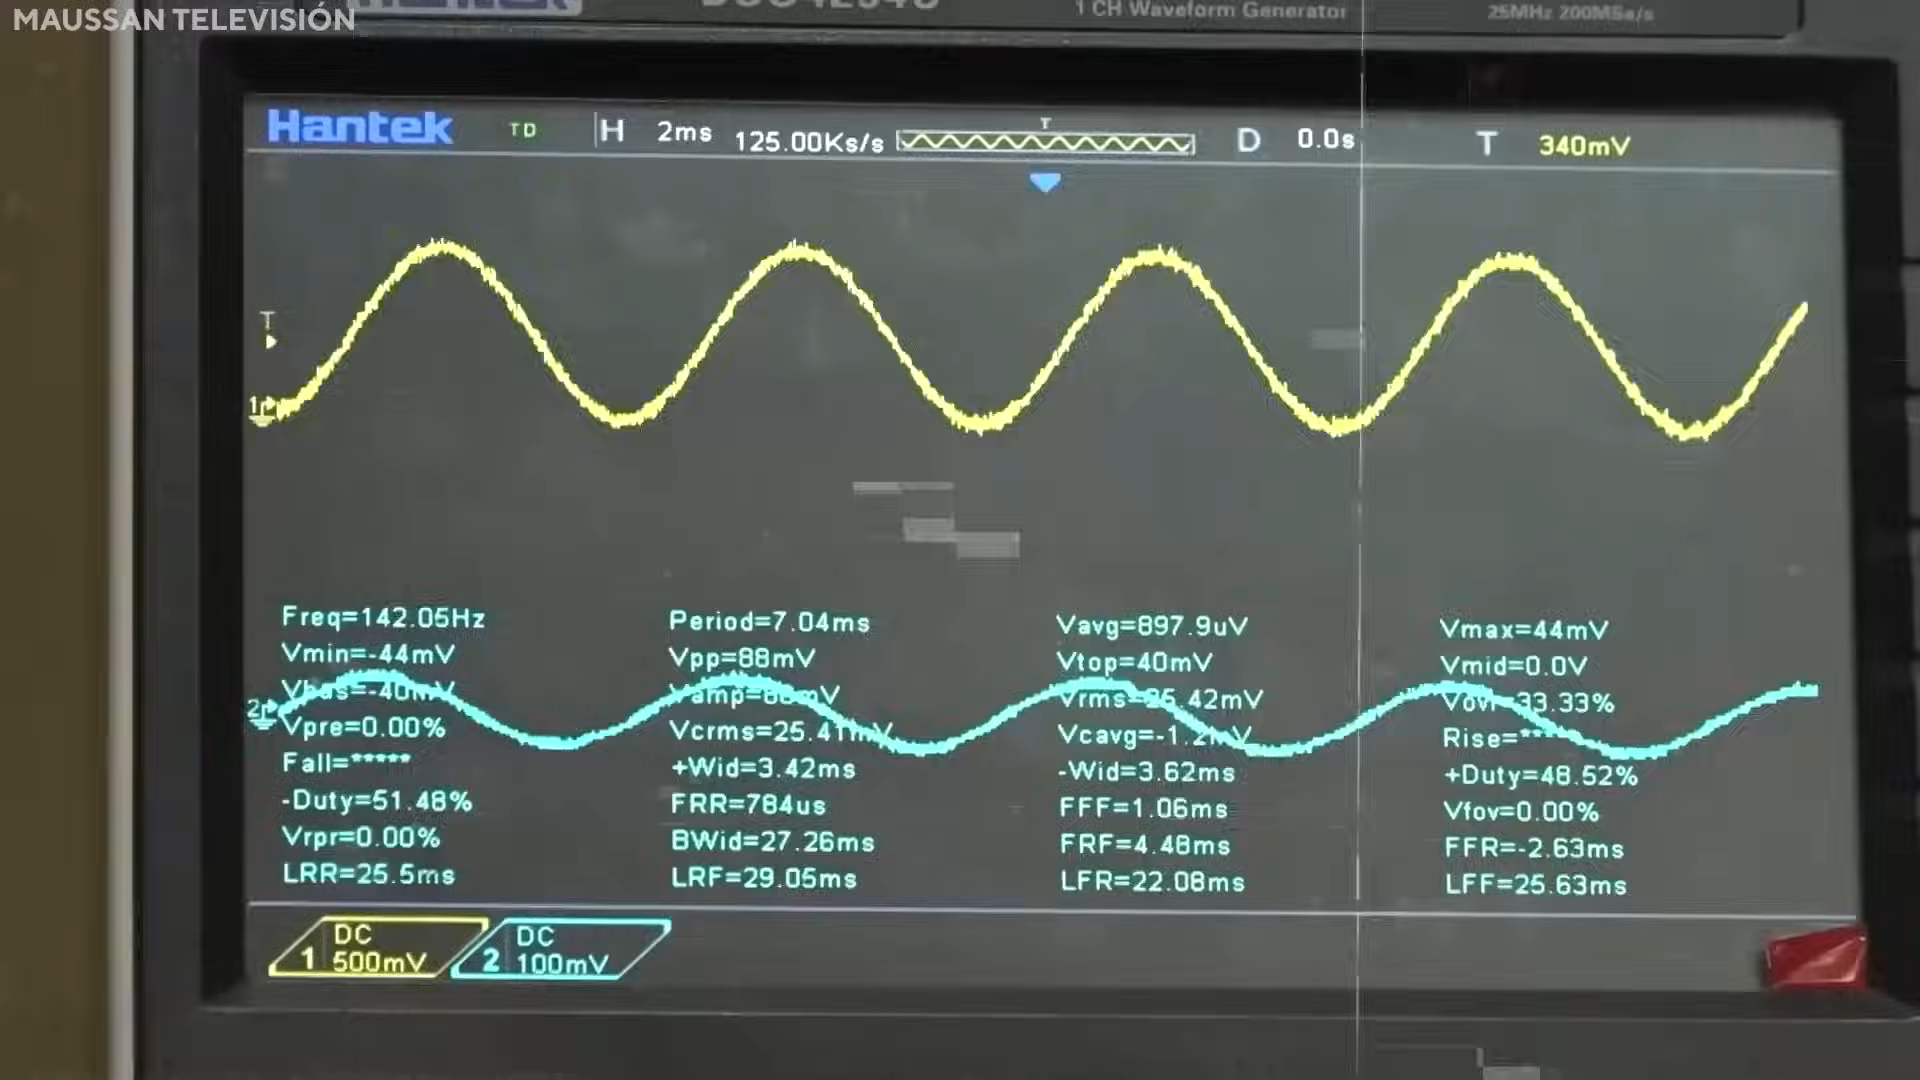 MAUSSAN TELEVISIÓN
1 CH Waveform Generator
25MHz 200MSa/s
Hantek TD H 2ms 125.00Ks/s T D 0.0s T 340mV
T
1
Freq=142.05Hz Period=7.04ms Vavg=897.9uV Vmax=44mV
Vmin=-44mV Vpp=88mV Vtop=40mV Vmid=0.0V
2
Vpre=0.00% Vcrms=25.41mV Rise=****
Fall=***** +Wid=3.42ms -Wid=3.62ms +Duty=48.52%
-Duty=51.48% FRR=784us FFF=1.06ms Vfov=0.00%
Vrpr=0.00% BWid=27.26ms FRF=4.48ms FFR=-2.63ms
LRR=25.5ms LRF=29.05ms LFR=22.08ms LFF=25.63ms
1 DC 500mV 2 DC 100mV